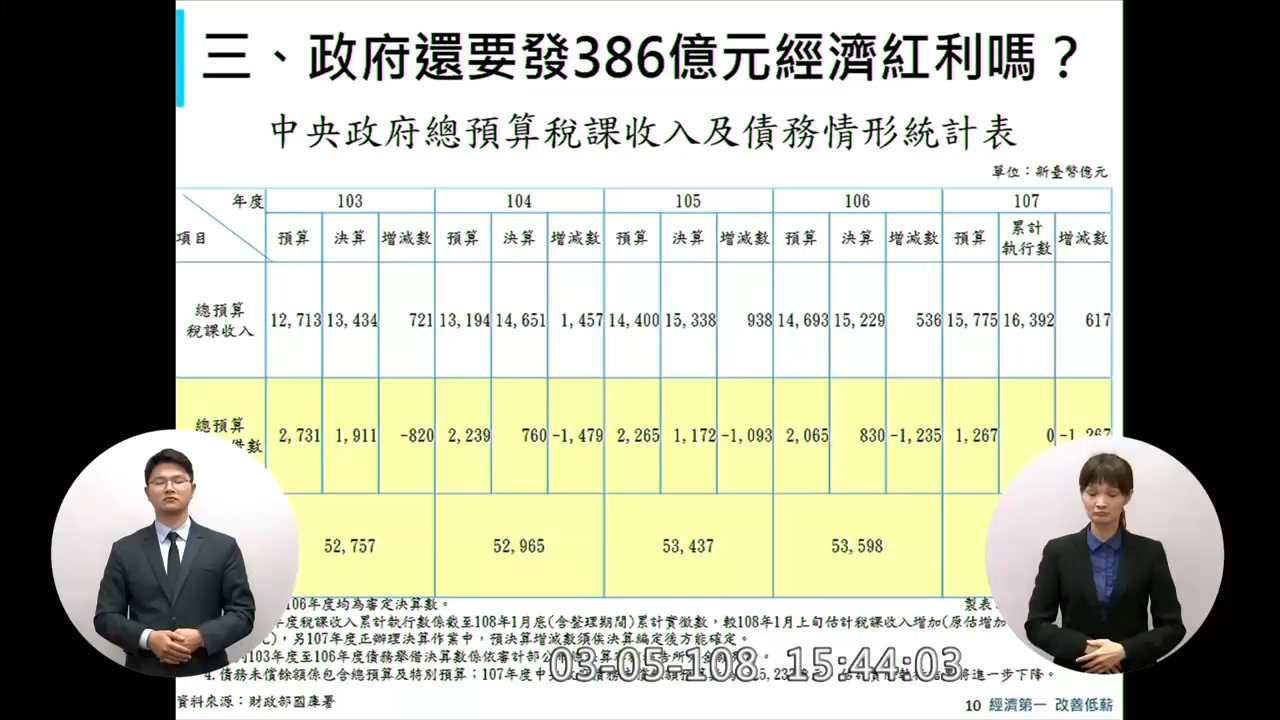 三、政府還要發386億元經濟紅利嗎？
中央政府總預算稅課收入及債務情形統計表
單位：新臺幣億元
年度 103 104 105 106 107
項目 預算 決算 增減數 預算 決算 增減數 預算 決算 增減數 預算 決算 增減數 預算 累計執行數 增減數
總預算
稅課收入 12,713 13,434 721 13,194 14,651 1,457 14,400 15,338 938 14,693 15,229 536 15,775 16,392 617
總預算
數 2,731 1,911 -820 2,239 760 -1,479 2,265 1,172 -1,093 2,065 830 -1,235 1,267 0 -1,267
52,757 52,965 53,437 53,598
106年度均為審定決算數。 製表
年度稅課收入累計執行數係截至108年1月底(含整理期間)累計實徵數，較108年1月上旬估計稅課收入增加(原估增加
，另107年度正辦理決算作業中，預決算增減數須俟決算編定後方能確定。
103年度至106年度債務舉借決算數係依審計部
03-05-108 15:44:03
4.債務未償餘額係包含總預算及特別預算；107年度中央 將進一步下降。
資料來源：財政部國庫署
10 經濟第一 改善低薪